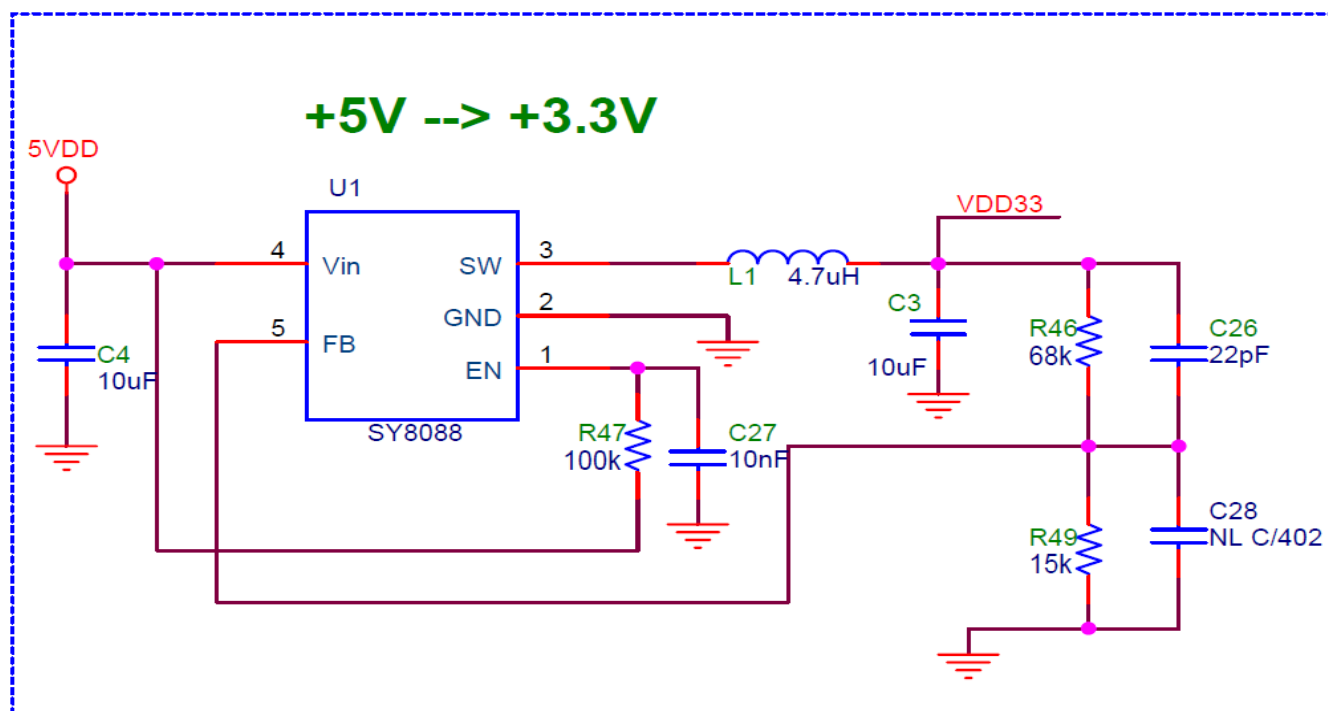 +5V --> +3.3V
5VDD
U1
VDD33
4
Vin
SW
3
L1
4.7uH
GND
2
C3
10uF
5
FB
EN
1
C4
10uF
R46
68k
C26
22pF
SY8088
R47
100k
C27
10nF
R49
15k
C28
NL C/402